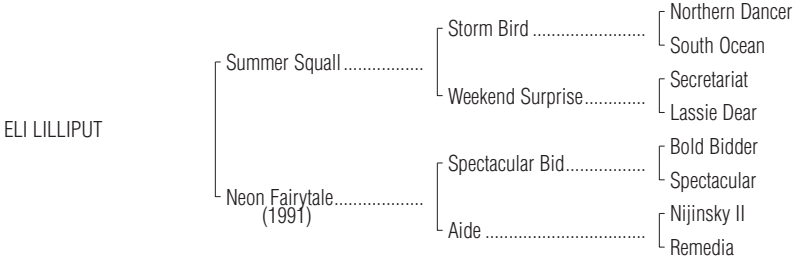 Northern Dancer
Storm Bird ........................
South Ocean
Summer Squall .................
Secretariat
Weekend Surprise.............
Lassie Dear
ELI LILLIPUT
Bold Bidder
Spectacular Bid.................
Spectacular
Neon Fairytale...................
(1991)
Nijinsky II
Aide ..................................
Remedia